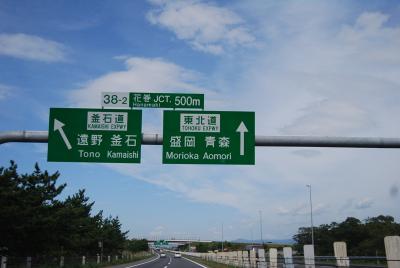 38-2 花巻 JCT. 500m
Hanamaki
釜石道
KAMAISHI EXPWY
遠野 釜石
Tono Kamaishi
東北道
TOHOKU EXPWY
盛岡 青森
Morioka Aomori